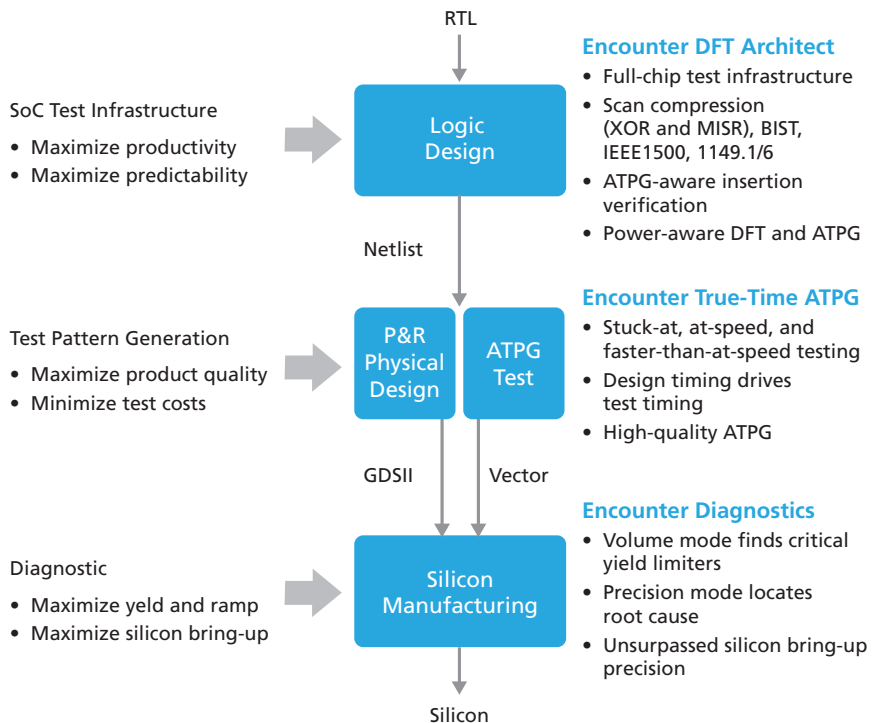 RTL
SoC Test Infrastructure
• Maximize productivity
• Maximize predictability
Logic
Design
Encounter DFT Architect
• Full-chip test infrastructure
• Scan compression
(XOR and MISR), BIST,
IEEE1500, 1149.1/6
• ATPG-aware insertion
verification
• Power-aware DFT and ATPG
Netlist
Test Pattern Generation
• Maximize product quality
• Minimize test costs
P&R
Physical
Design
ATPG
Test
Encounter True-Time ATPG
• Stuck-at, at-speed, and
faster-than-at-speed testing
• Design timing drives
test timing
• High-quality ATPG
GDSII
Vector
Diagnostic
• Maximize yeld and ramp
• Maximize silicon bring-up
Silicon
Manufacturing
Encounter Diagnostics
• Volume mode finds critical
yield limiters
• Precision mode locates
root cause
• Unsurpassed silicon bring-up
precision
Silicon